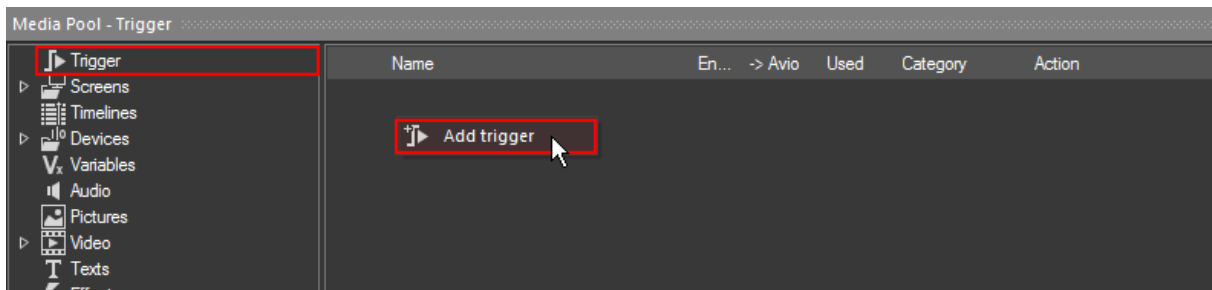 Media Pool - Trigger
Trigger
Name En... -> Avio Used Category Action
Screens
Timelines
Devices
Add trigger
Variables
Audio
Pictures
Video
Texts